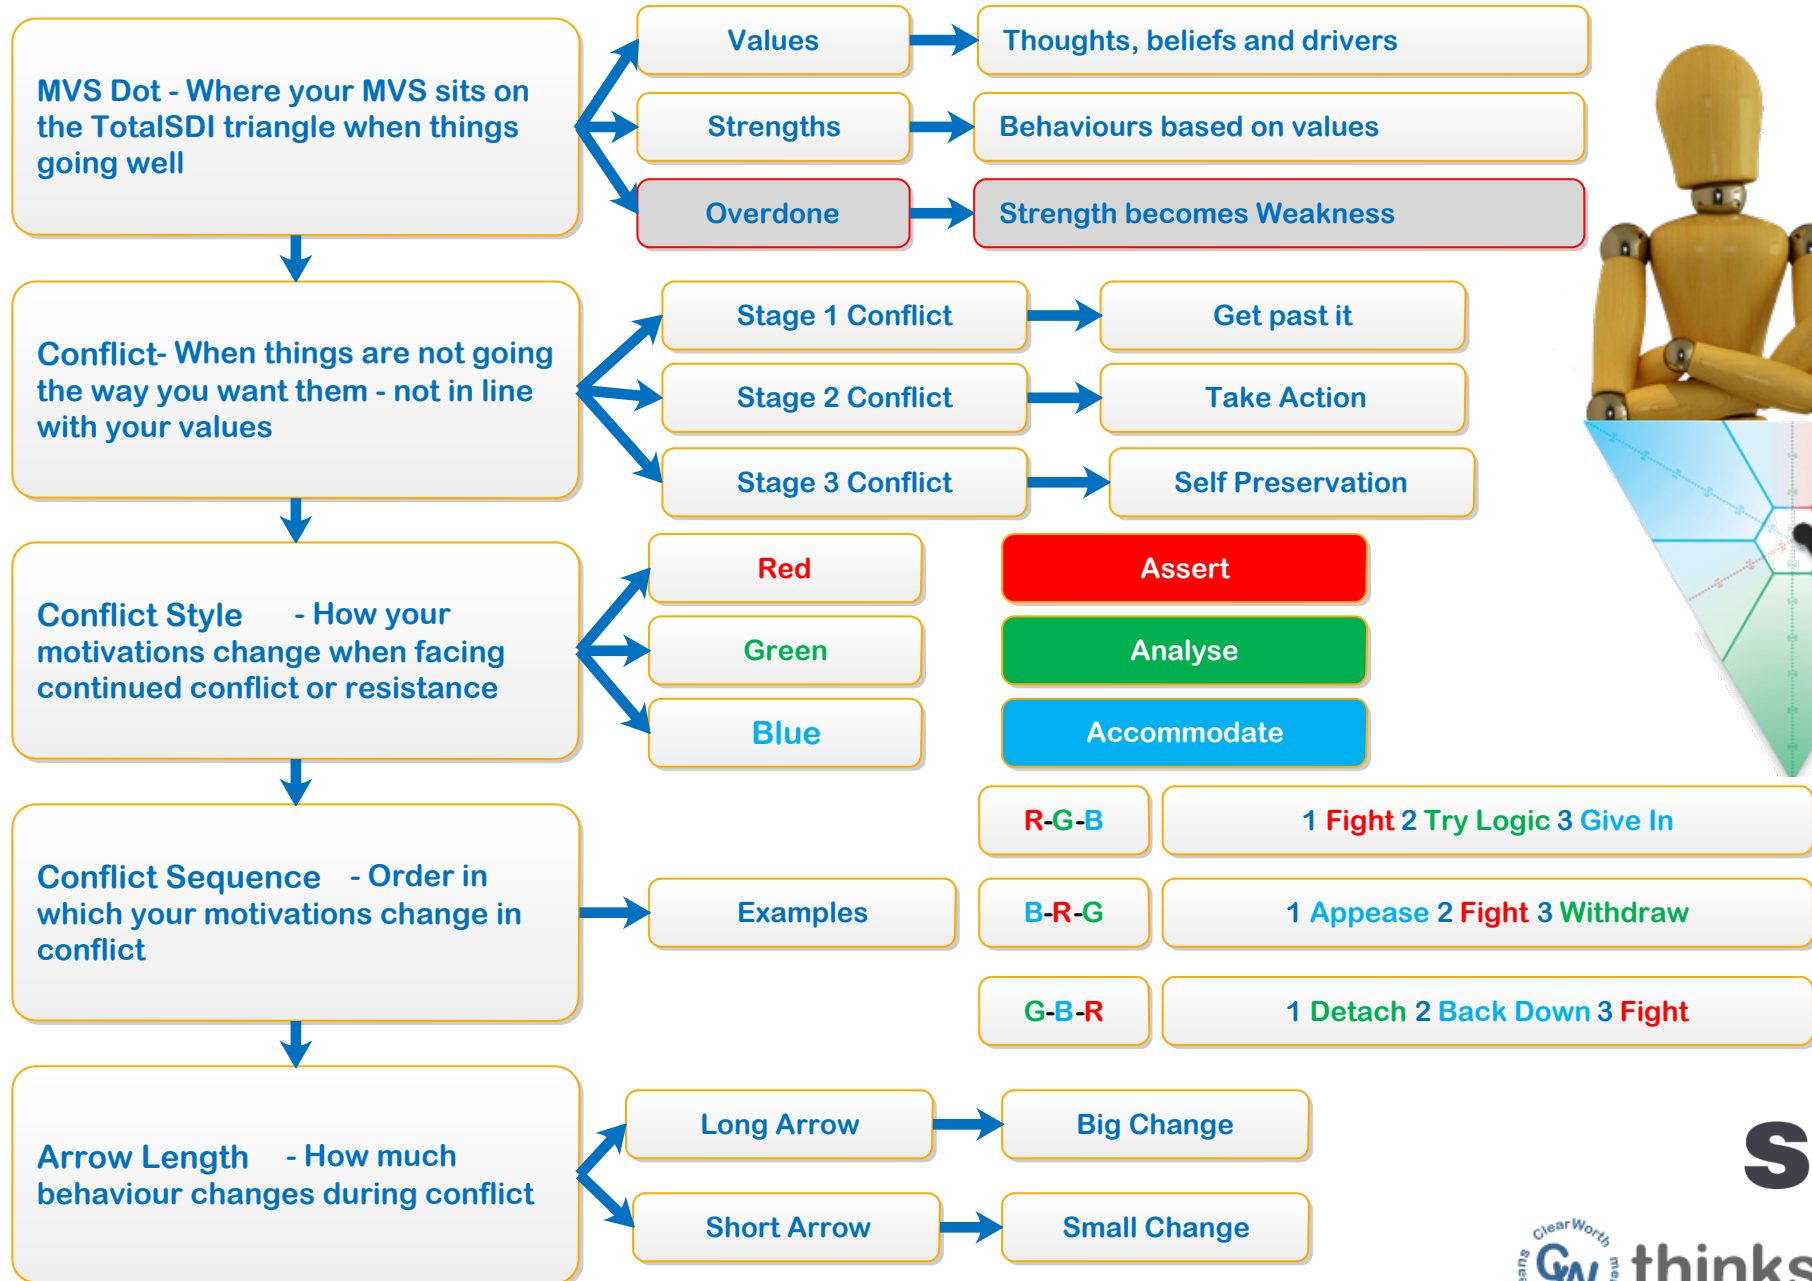 MVS Dot - Where your MVS sits on
the TotalSDI triangle when things
going well
Values
Thoughts, beliefs and drivers
Strengths
Behaviours based on values
Overdone
Strength becomes Weakness
Conflict- When things are not going
the way you want them - not in line
with your values
Stage 1 Conflict
Get past it
Stage 2 Conflict
Take Action
Stage 3 Conflict
Self Preservation
Conflict Style - How your
motivations change when facing
continued conflict or resistance
Red
Assert
Green
Analyse
Blue
Accommodate
Conflict Sequence - Order in
which your motivations change in
conflict
Examples
R-G-B
1 Fight 2 Try Logic 3 Give In
B-R-G
1 Appease 2 Fight 3 Withdraw
G-B-R
1 Detach 2 Back Down 3 Fight
Arrow Length - How much
behaviour changes during conflict
Long Arrow
Big Change
Short Arrow
Small Change
S
ClearWorth
CW
thinks